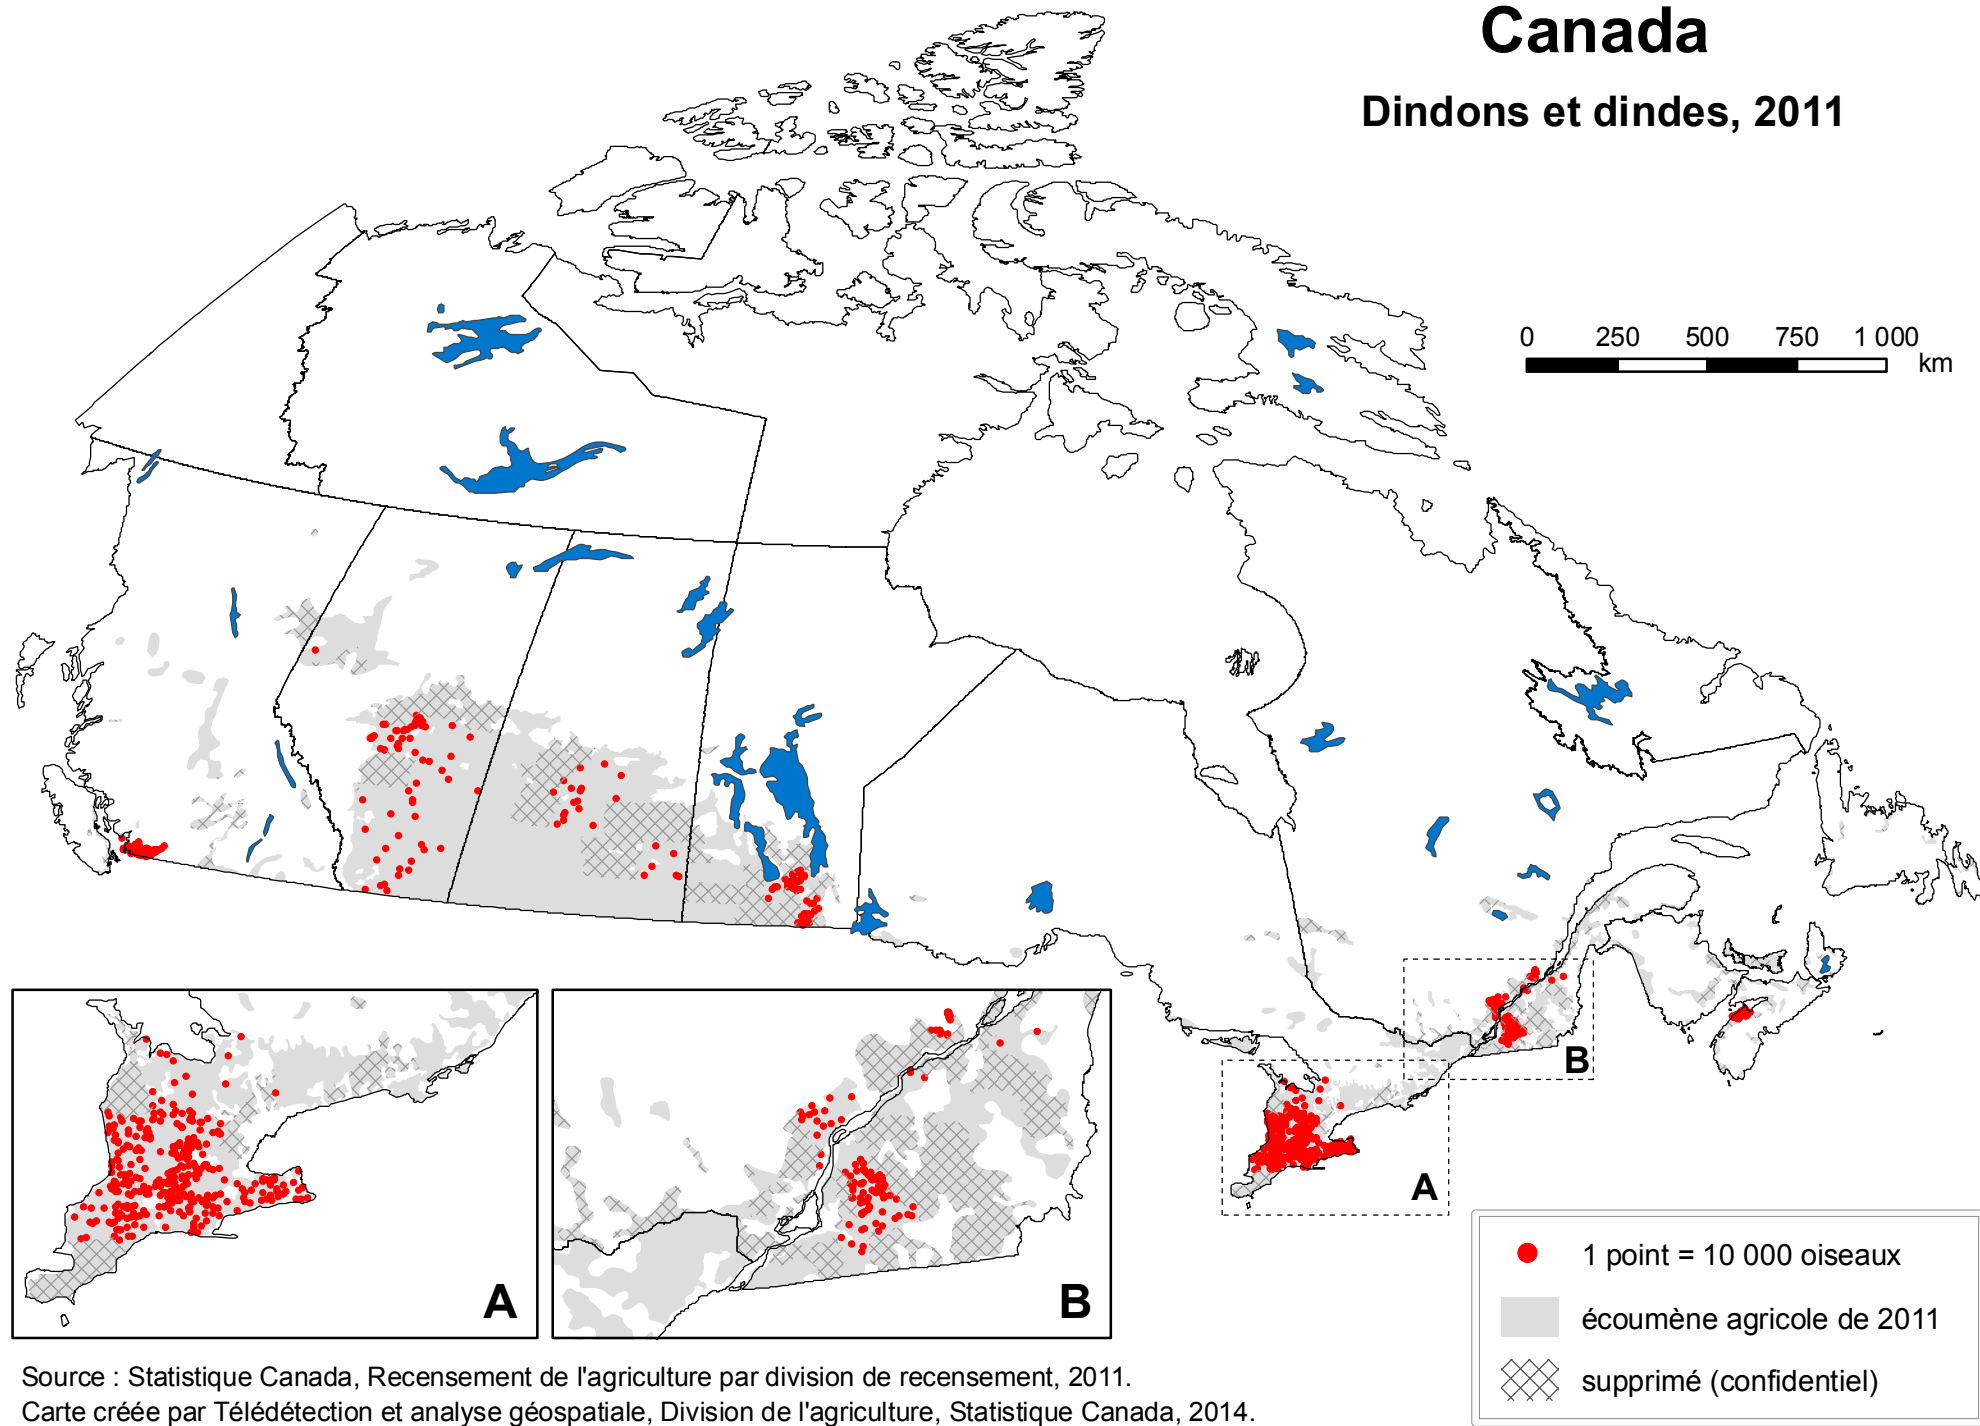 Canada
Dindons et dindes, 2011
0 250 500 750 1 000
km
B
A
A
B
1 point = 10 000 oiseaux
écoumène agricole de 2011
supprimé (confidentiel)
Source : Statistique Canada, Recensement de l'agriculture par division de recensement, 2011.
Carte créée par Télédétection et analyse géospatiale, Division de l'agriculture, Statistique Canada, 2014.